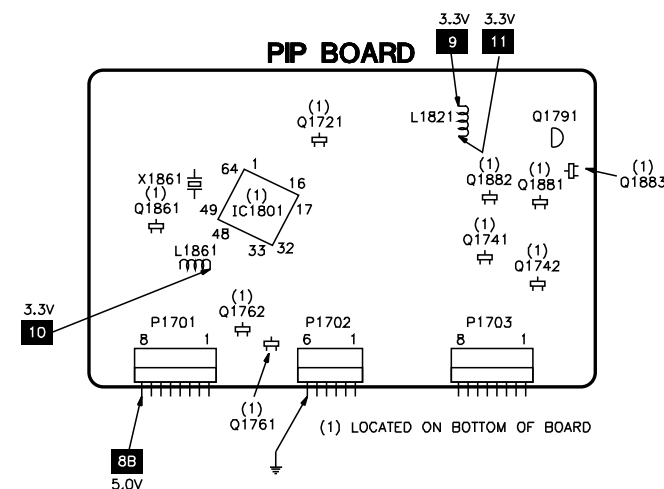 3.3V 3.3V
9 11
PIP BOARD
L1821
Q1791
(1)
Q1721
X1861
(1)
Q1861
64 1
16
(1)
IC1801
17
49
48
33 32
(1)
Q1882
(1)
Q1881
(1)
Q1883
L1861
(1)
Q1741
(1)
Q1742
3.3V
10
(1)
Q1762
P1701
8 1
P1702
6 1
P1703
8 1
(1)
Q1761
(1) LOCATED ON BOTTOM OF BOARD
8B
5.0V